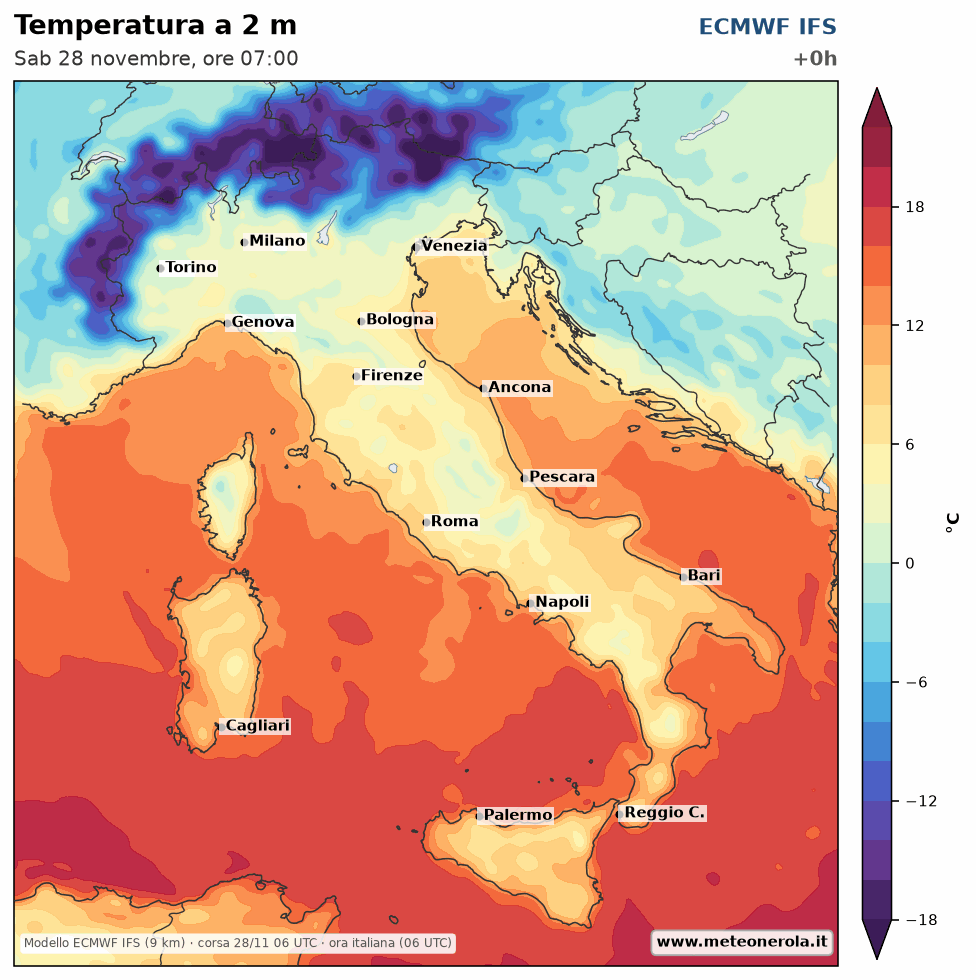 Temperatura a 2 m
ECMWF IFS
Sab 28 novembre, ore 07:00
+0h
Milano
Venezia
Torino
Genova
Bologna
Firenze
Ancona
Pescara
Roma
Bari
Napoli
Cagliari
Palermo
Reggio C.
18
12
6
0
−6
−12
−18
°C
Modello ECMWF IFS (9 km) · corsa 28/11 06 UTC · ora italiana (06 UTC)
www.meteonerola.it